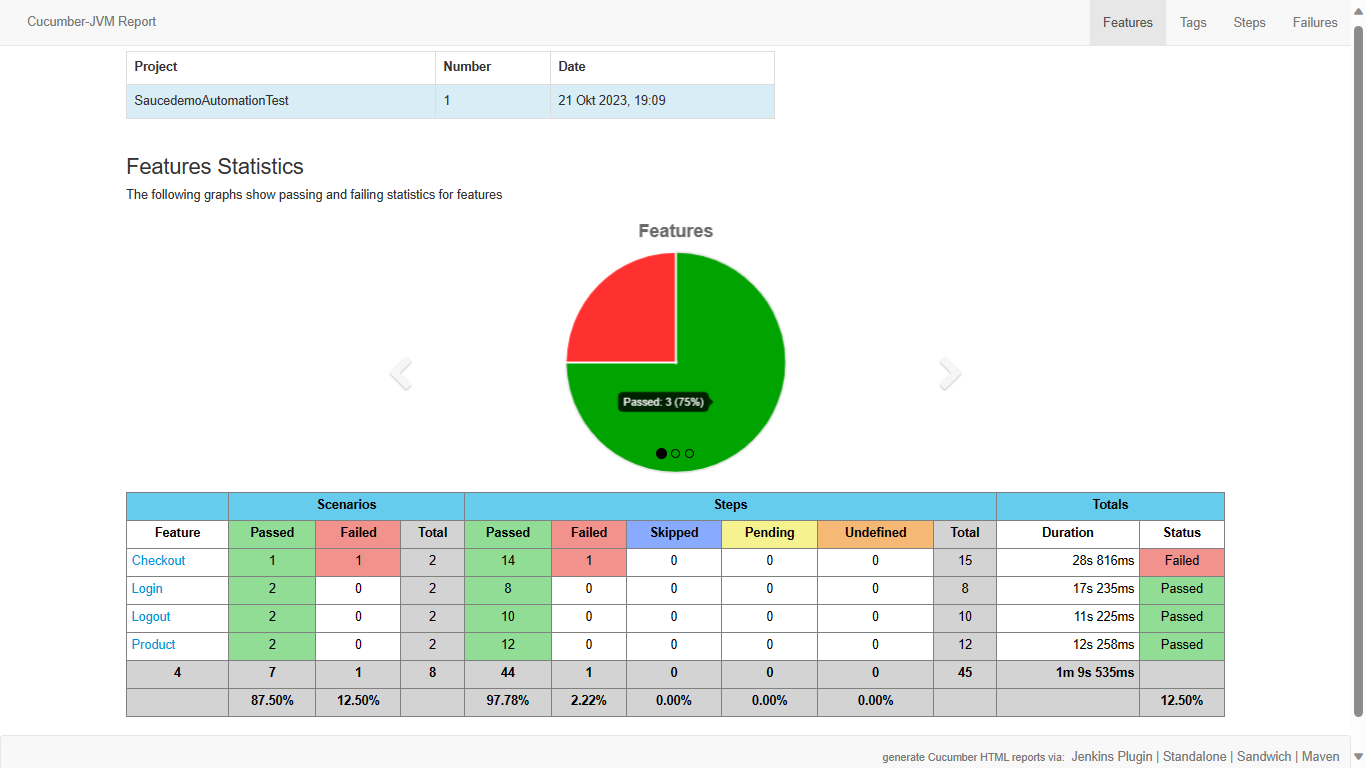 Cucumber-JVM Report Features Tags Steps Failures
Project Number Date
SaucedemoAutomationTest 1 21 Okt 2023, 19:09
Features Statistics
The following graphs show passing and failing statistics for features
Features
Passed: 3 (75%)
Scenarios Steps Totals
Feature Passed Failed Total Passed Failed Skipped Pending Undefined Total Duration Status
Checkout 1 1 2 14 1 0 0 0 15 28s 816ms Failed
Login 2 0 2 8 0 0 0 0 8 17s 235ms Passed
Logout 2 0 2 10 0 0 0 0 10 11s 225ms Passed
Product 2 0 2 12 0 0 0 0 12 12s 258ms Passed
4 7 1 8 44 1 0 0 0 45 1m 9s 535ms
87.50% 12.50% 97.78% 2.22% 0.00% 0.00% 0.00% 12.50%
generate Cucumber HTML reports via: Jenkins Plugin | Standalone | Sandwich | Maven